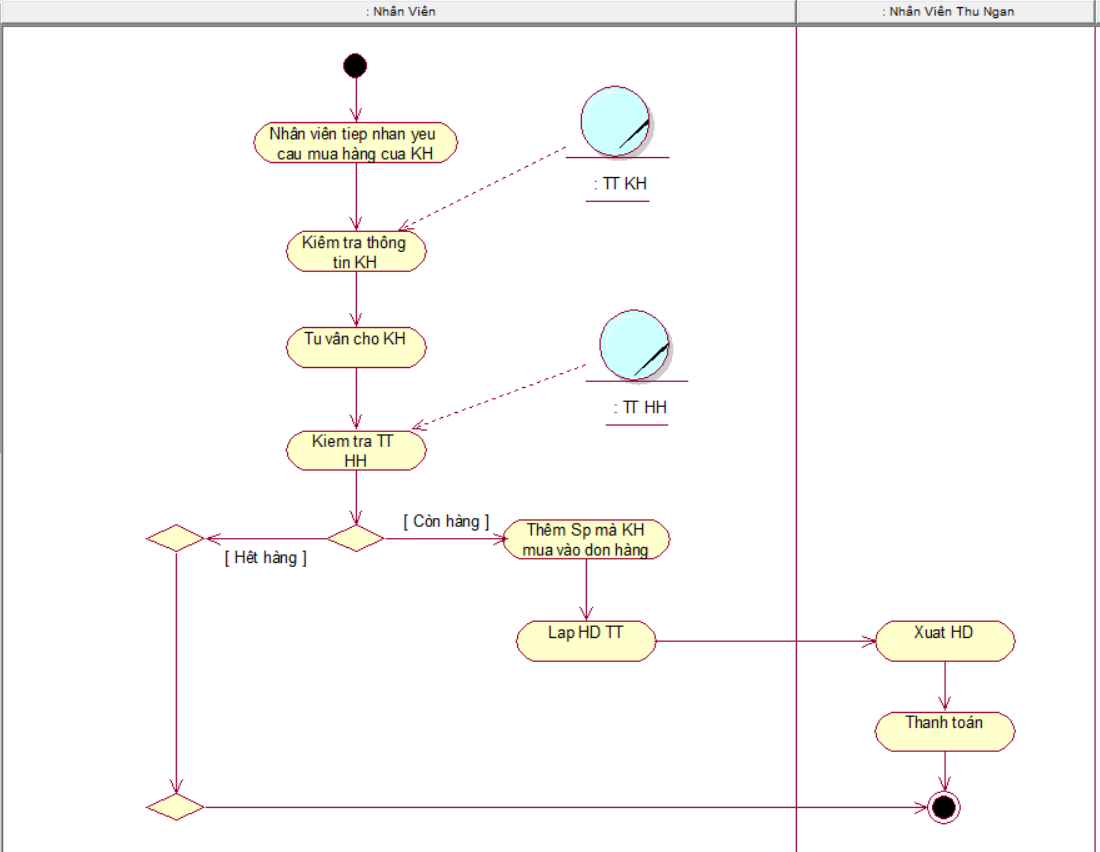 : Nhân Viên
: Nhân Viên Thu Ngan
Nhân viên tiep nhan yeu
cau mua hàng cua KH
: TT KH
Kiêm tra thông
tin KH
Tu vân cho KH
: TT HH
Kiem tra TT
HH
[ Còn hàng ]
[ Hêt hàng ]
Thêm Sp mà KH
mua vào don hàng
Lap HD TT
Xuat HD
Thanh toán